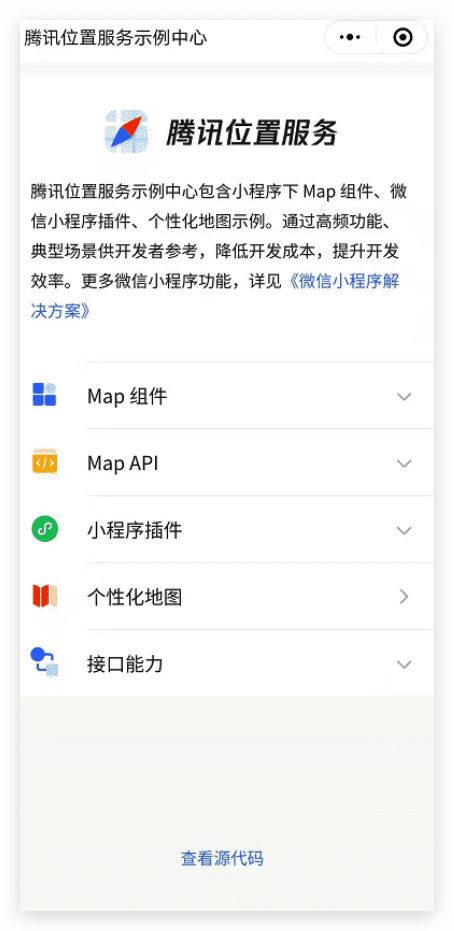 腾讯位置服务示例中心
腾讯位置服务
腾讯位置服务示例中心包含小程序下 Map 组件、微
信小程序插件、个性化地图示例。通过高频功能、
典型场景供开发者参考，降低开发成本，提升开发
效率。更多微信小程序功能，详见《微信小程序解
决方案》
Map 组件
Map API
小程序插件
个性化地图
接口能力
查看源代码